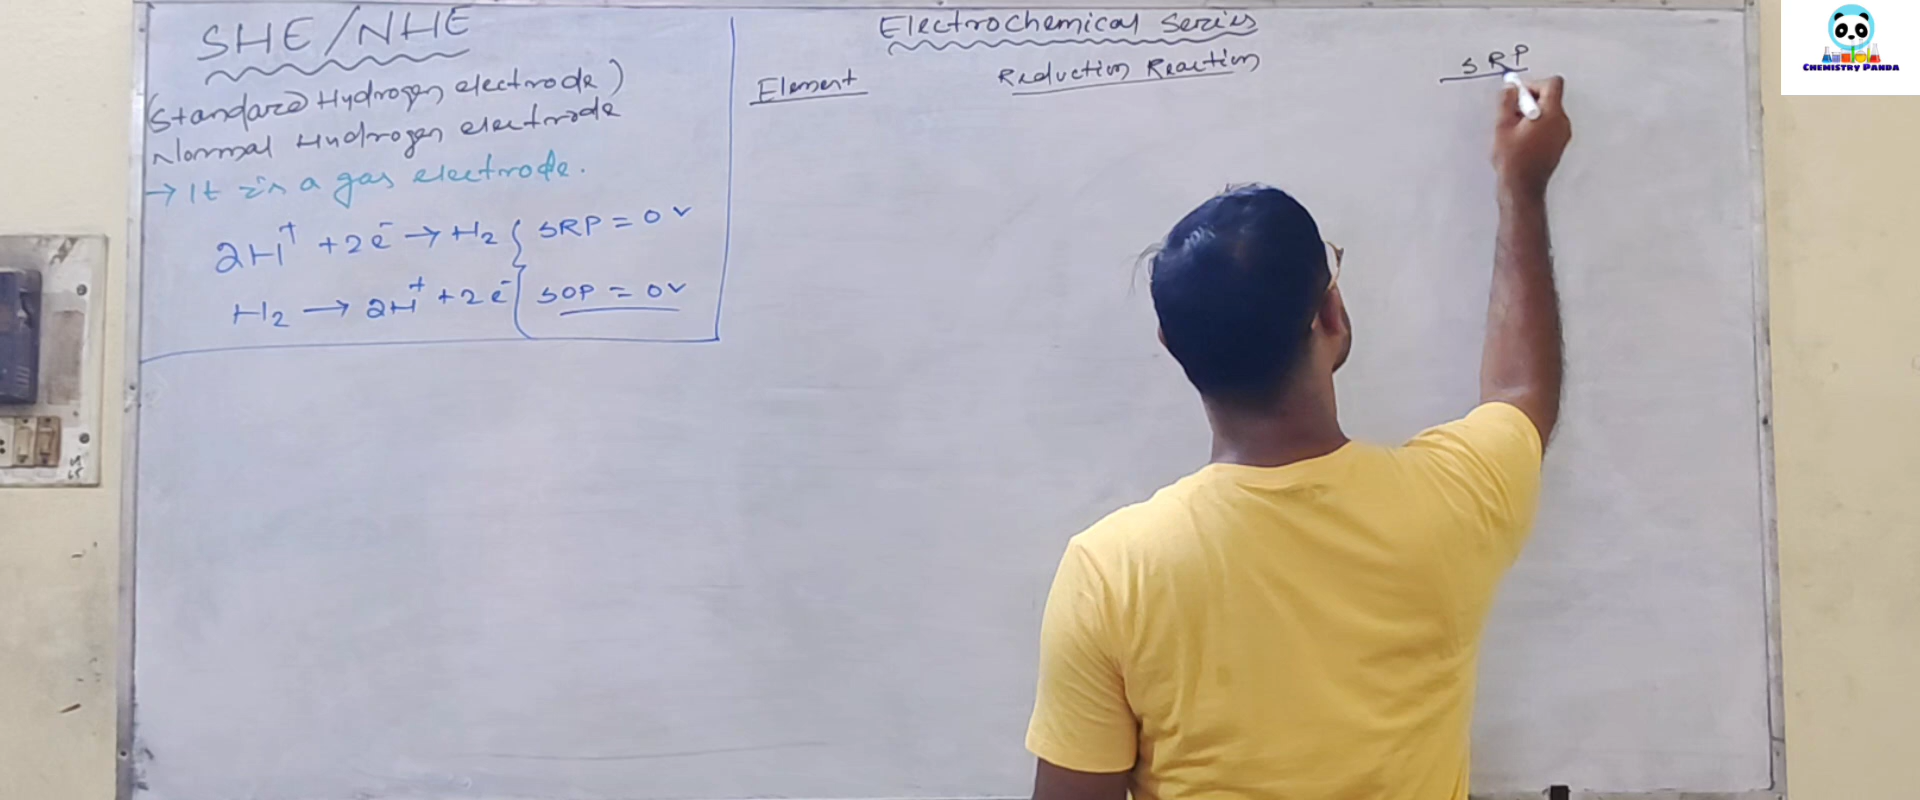 SHE/NHE
(Standard Hydrogen electrode)
Normal Hydrogen electrode
→ It is a gas electrode.
2H⁺ + 2e⁻ → H₂ { SRP = 0 V
H₂ → 2H⁺ + 2e⁻ { SOP = 0V
Electrochemical Series
Element Reduction Reaction SRP
CHEMISTRY PANDA